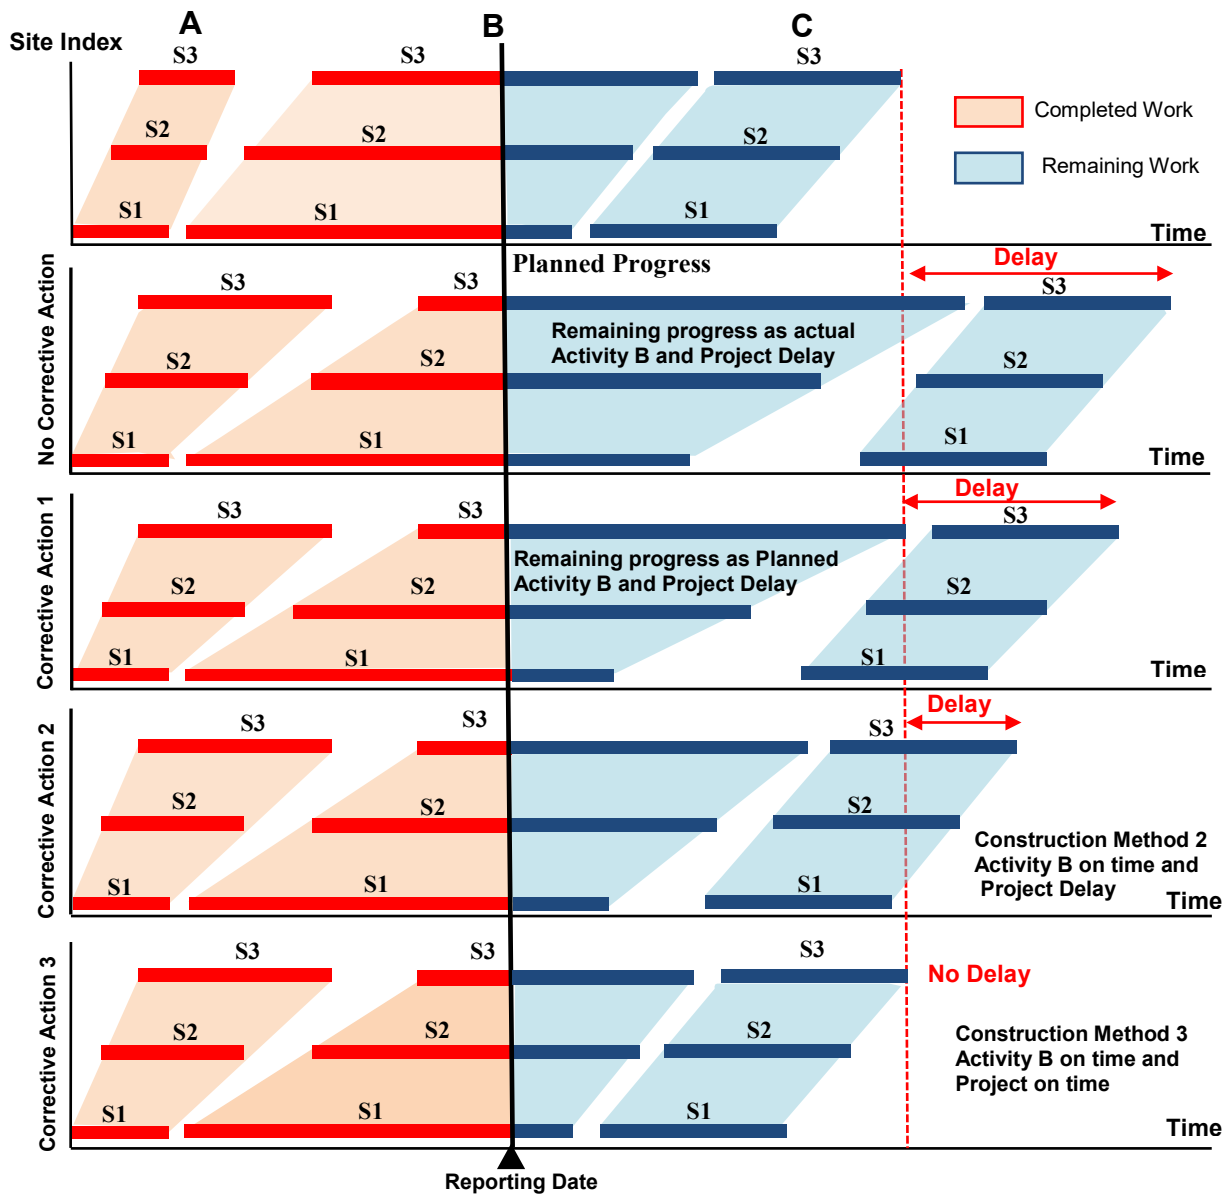 A
B
C
Site Index
S3
S3
S3
S2
S2
S2
S1
S1
S1
Completed Work
Remaining Work
Time
Planned Progress
Delay
No Corrective Action
S3
S3
S3
Remaining progress as actual
Activity B and Project Delay
S2
S2
S2
S1
S1
S1
Time
Delay
Corrective Action 1
S3
S3
S3
Remaining progress as Planned
Activity B and Project Delay
S2
S2
S2
S1
S1
S1
Time
Delay
Corrective Action 2
S3
S3
S3
S2
S2
S2
Construction Method 2
Activity B on time and
Project Delay
S1
S1
S1
Time
Corrective Action 3
S3
S3
S3
No Delay
S2
S2
S2
Construction Method 3
Activity B on time and
Project on time
S1
S1
S1
Time
Reporting Date